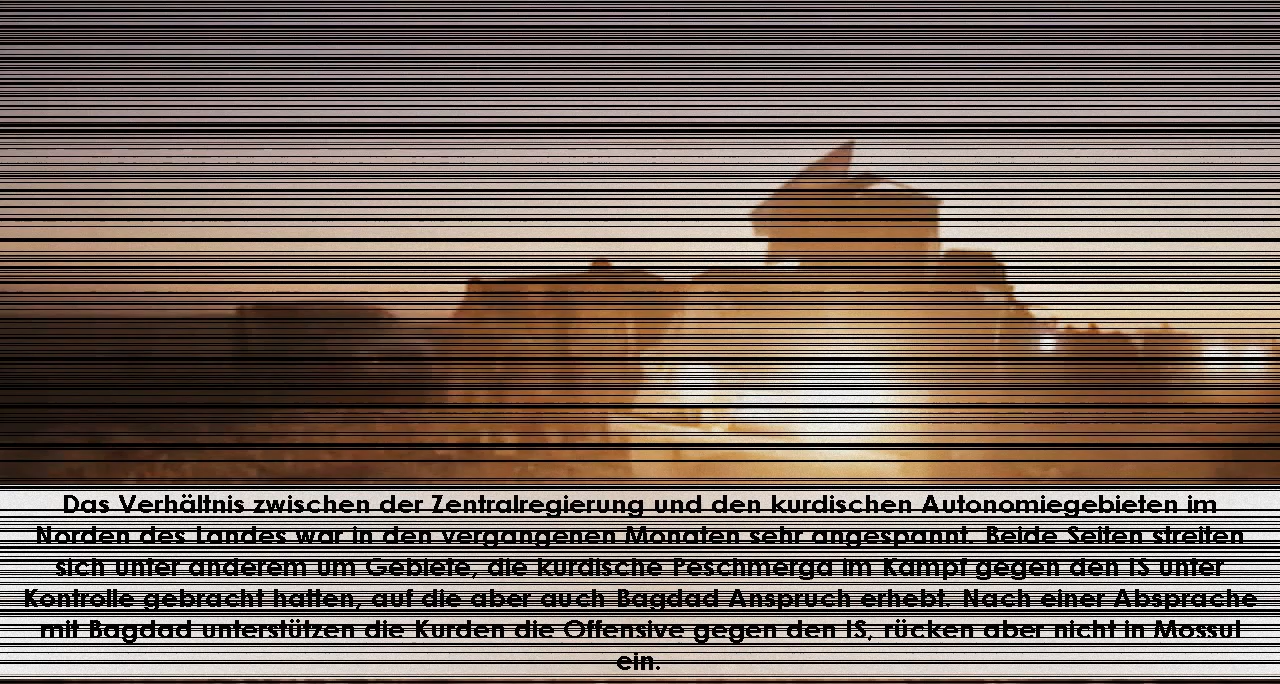 Das Verhältnis zwischen der Zentralregierung und den kurdischen Autonomiegebieten im
Norden des Landes war in den vergangenen Monaten sehr angespannt. Beide Seiten streiten
sich unter anderem um Gebiete, die kurdische Peschmerga im Kampf gegen den IS unter
Kontrolle gebracht hatten, auf die aber auch Bagdad Anspruch erhebt. Nach einer Absprache
mit Bagdad unterstützen die Kurden die Offensive gegen den IS, rücken aber nicht in Mossul
ein.